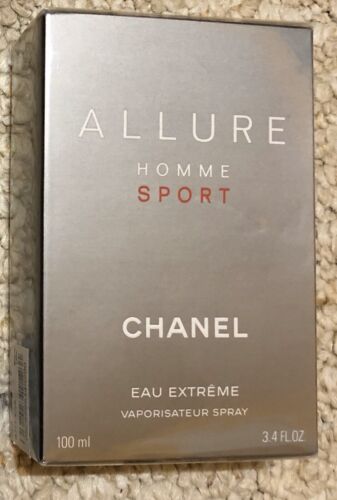 ALLURE
HOMME
SPORT
CHANEL
EAU EXTRÊME
VAPORISATEUR SPRAY
100 ml 3.4 FL.OZ.